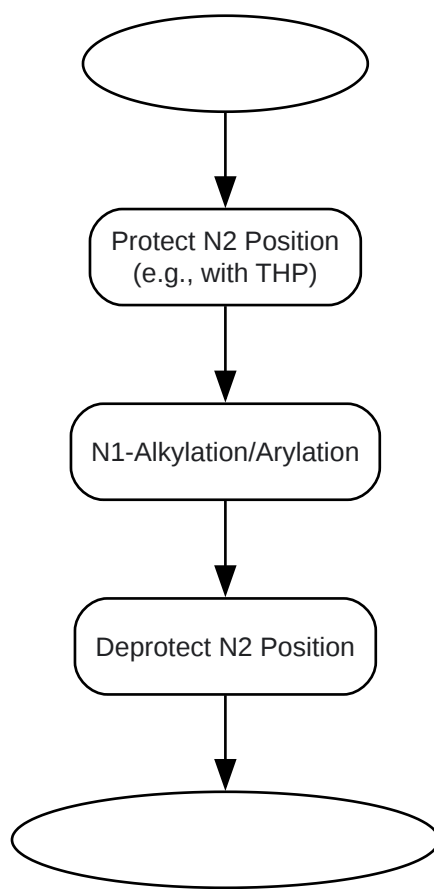 Protect N2 Position
(e.g., with THP)
N1-Alkylation/Arylation
Deprotect N2 Position